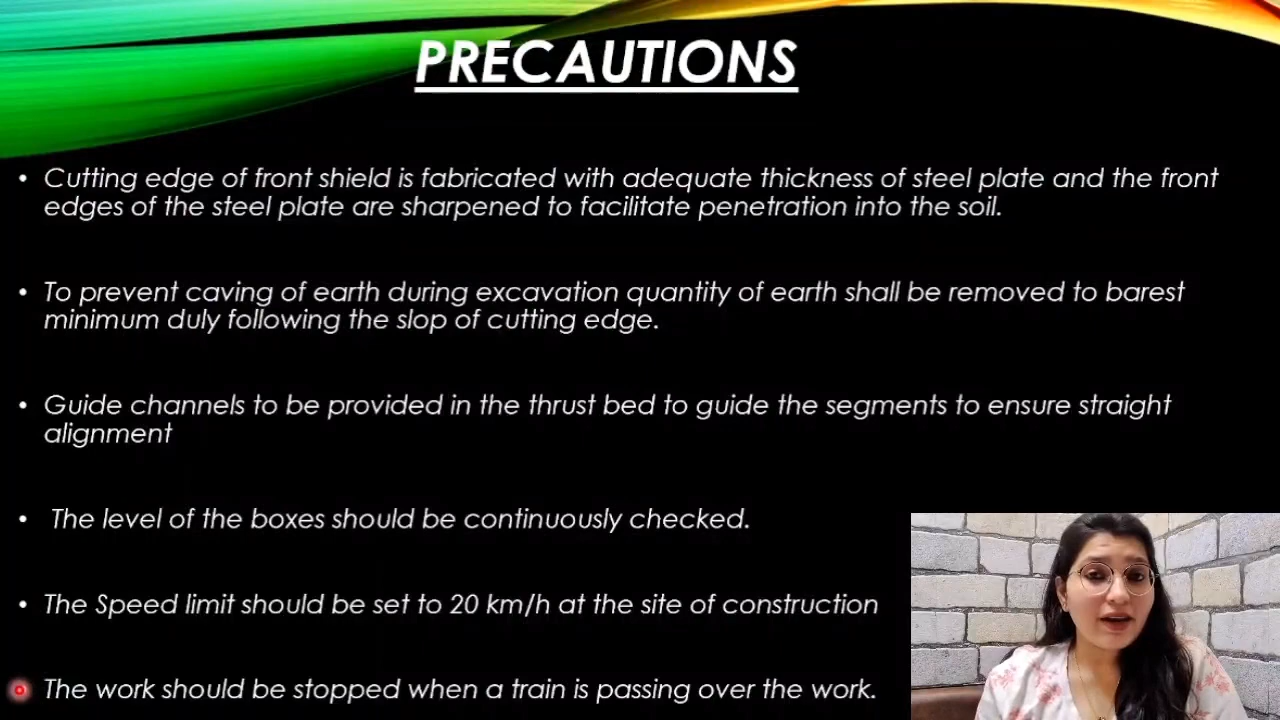 PRECAUTIONS
• Cutting edge of front shield is fabricated with adequate thickness of steel plate and the front
edges of the steel plate are sharpened to facilitate penetration into the soil.
• To prevent caving of earth during excavation quantity of earth shall be removed to barest
minimum duly following the slop of cutting edge.
• Guide channels to be provided in the thrust bed to guide the segments to ensure straight
alignment
• The level of the boxes should be continuously checked.
• The Speed limit should be set to 20 km/h at the site of construction
• The work should be stopped when a train is passing over the work.